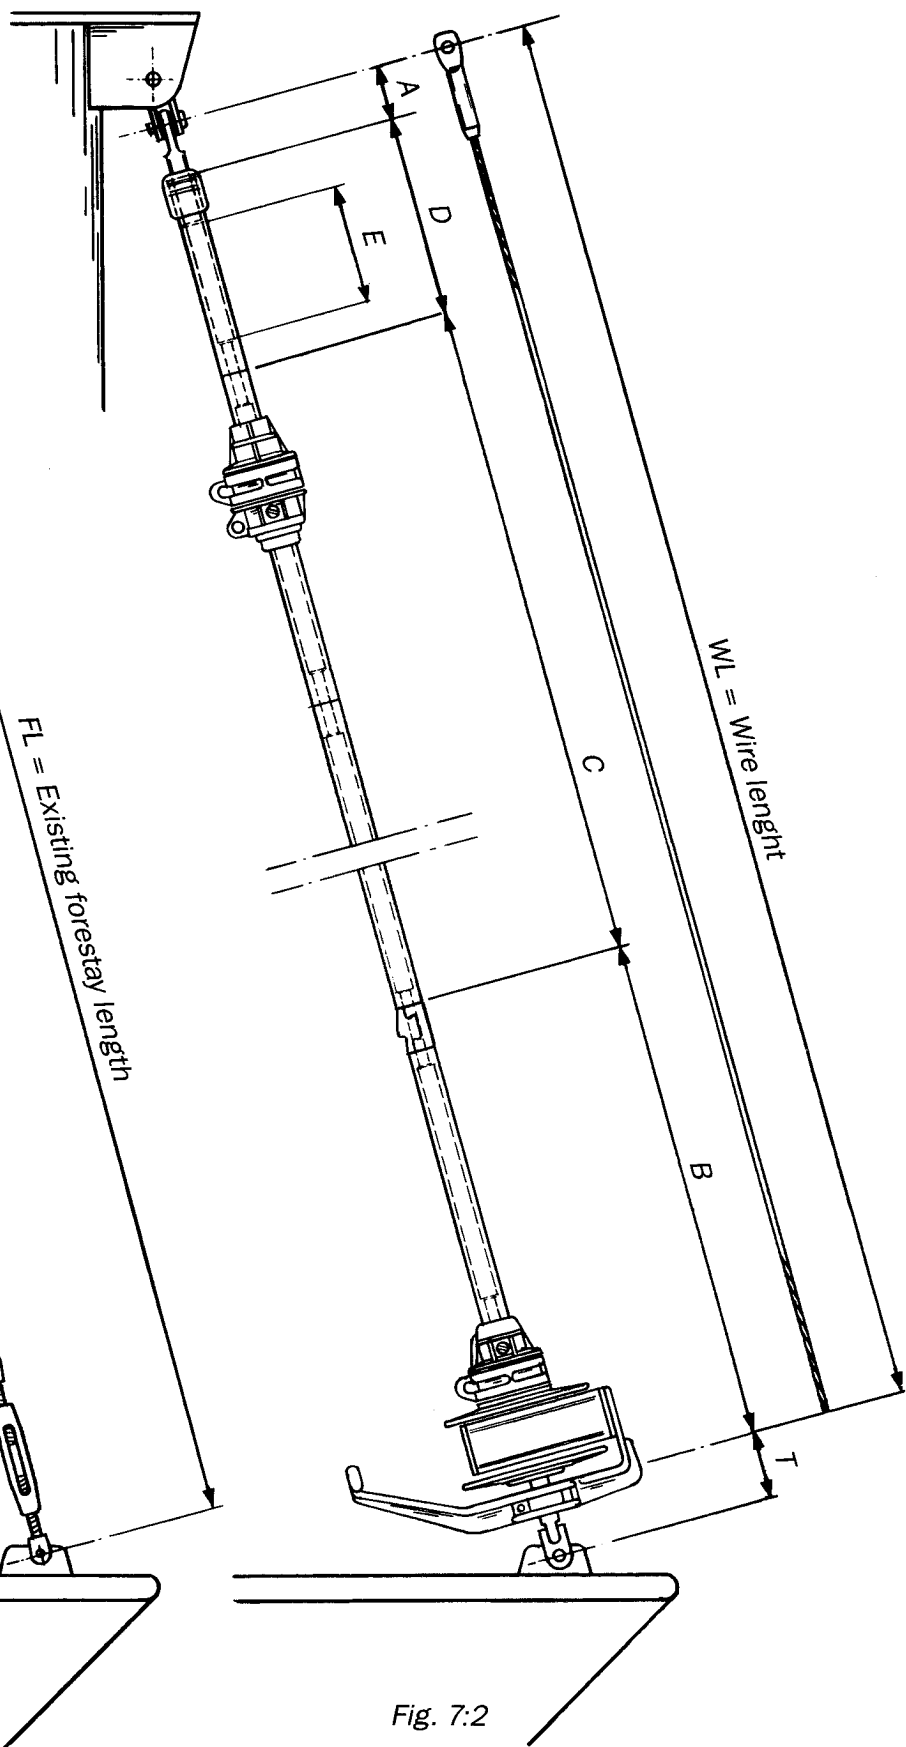 A
D
E
WL = Wire lenght
C
FL = Existing forestay length
B
T
Fig. 7:2